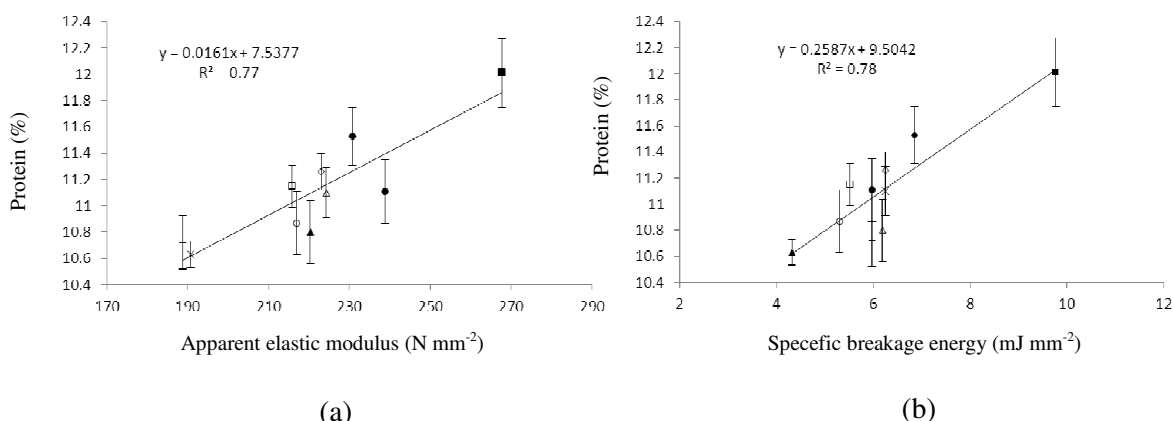 12.4
12.2
12
11.8
11.6
11.4
11.2
11
10.8
10.6
10.4
Protein (%)
y = 0.0161x + 7.5377
R² 0.77
170 190 210 230 250 270 290
Apparent elastic modulus (N mm⁻²)
(a)
12.4
12.2
12
11.8
11.6
11.4
11.2
11
10.8
10.6
10.4
Protein (%)
y = 0.2587x + 9.5042
R² = 0.78
2 4 6 8 10 12
Specefic breakage energy (mJ mm⁻²)
(b)